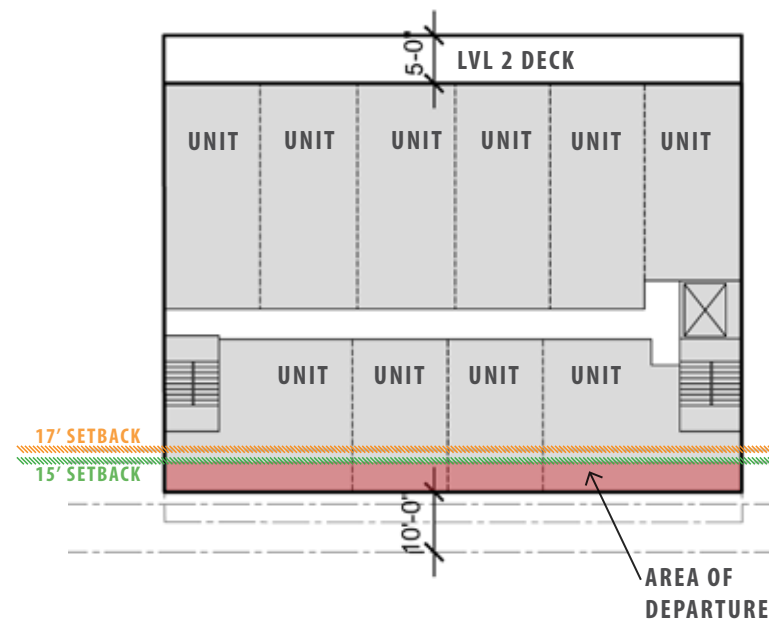 5-0"
LVL 2 DECK
UNIT UNIT UNIT UNIT UNIT UNIT
UNIT UNIT UNIT UNIT
17' SETBACK
15' SETBACK
10'-0"
AREA OF
DEPARTURE